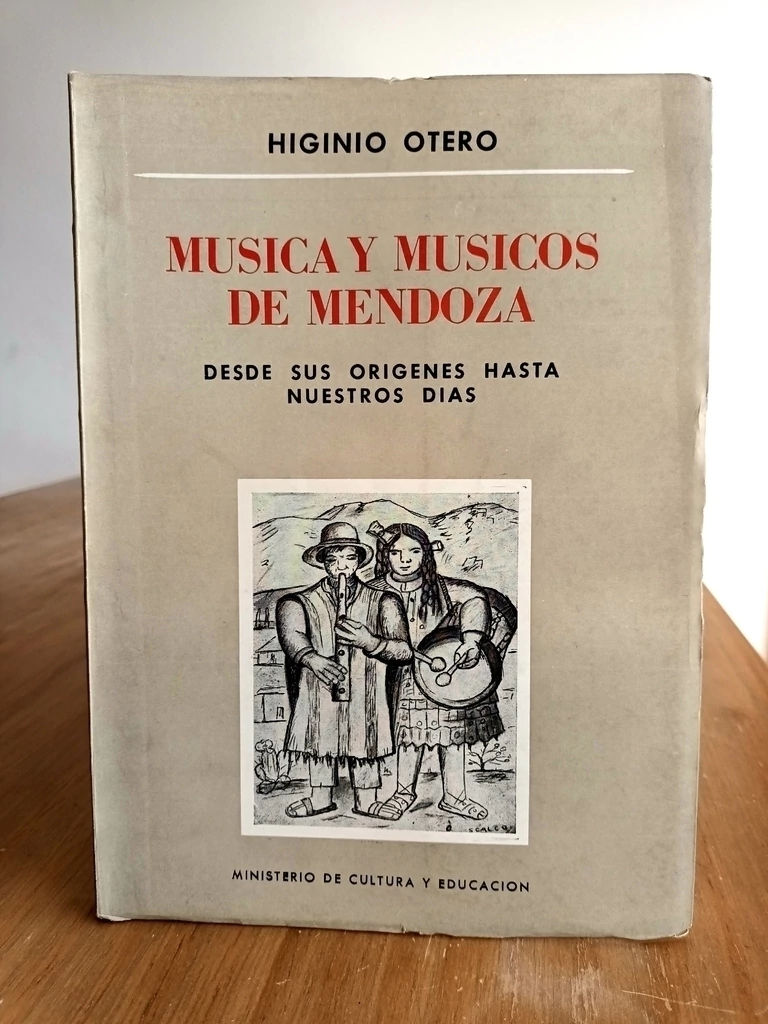 HIGINIO OTERO
MUSICA Y MUSICOS
DE MENDOZA
DESDE SUS ORIGENES HASTA
NUESTROS DIAS
MINISTERIO DE CULTURA Y EDUCACION